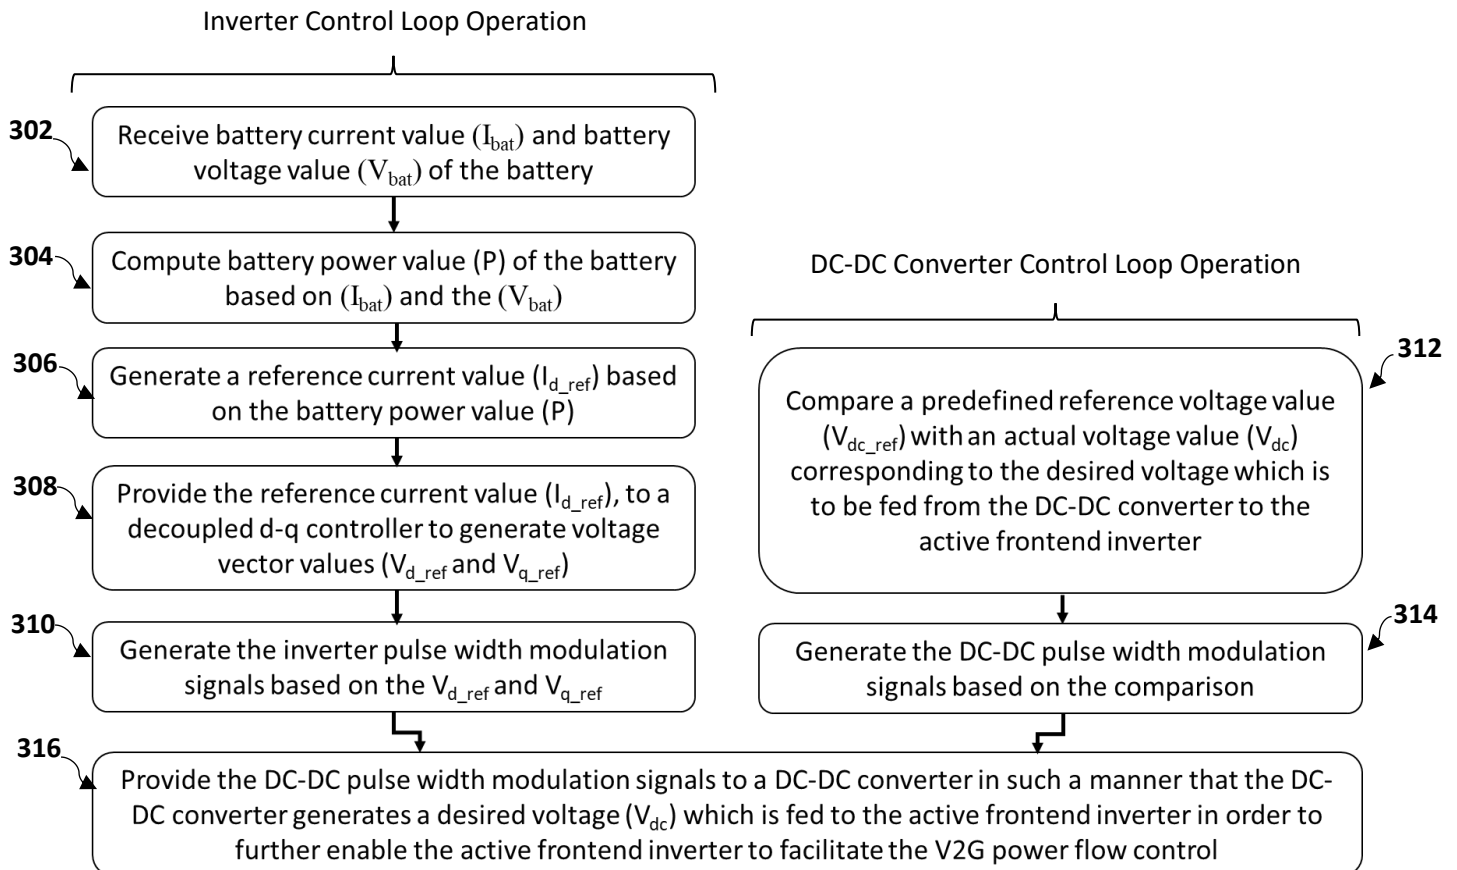 Inverter Control Loop Operation
302
Receive battery current value (Ibat) and battery
voltage value (Vbat) of the battery
304
Compute battery power value (P) of the battery
based on (Ibat) and the (Vbat)
306
Generate a reference current value (Id_ref) based
on the battery power value (P)
308
Provide the reference current value (Id_ref), to a
decoupled d-q controller to generate voltage
vector values (Vd_ref and Vq_ref)
310
Generate the inverter pulse width modulation
signals based on the Vd_ref and Vq_ref
DC-DC Converter Control Loop Operation
312
Compare a predefined reference voltage value
(Vdc_ref) with an actual voltage value (Vdc)
corresponding to the desired voltage which is
to be fed from the DC-DC converter to the
active frontend inverter
314
Generate the DC-DC pulse width modulation
signals based on the comparison
316
Provide the DC-DC pulse width modulation signals to a DC-DC converter in such a manner that the DC-
DC converter generates a desired voltage (Vdc) which is fed to the active frontend inverter in order to
further enable the active frontend inverter to facilitate the V2G power flow control